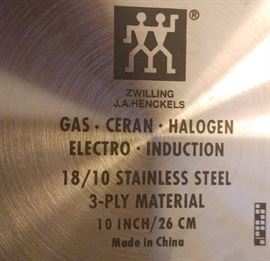 ®
ZWILLING
J.A.HENCKELS
GAS · CERAN · HALOGEN
ELECTRO · INDUCTION
18/10 STAINLESS STEEL
3-PLY MATERIAL
10 INCH/26 CM
Made in China